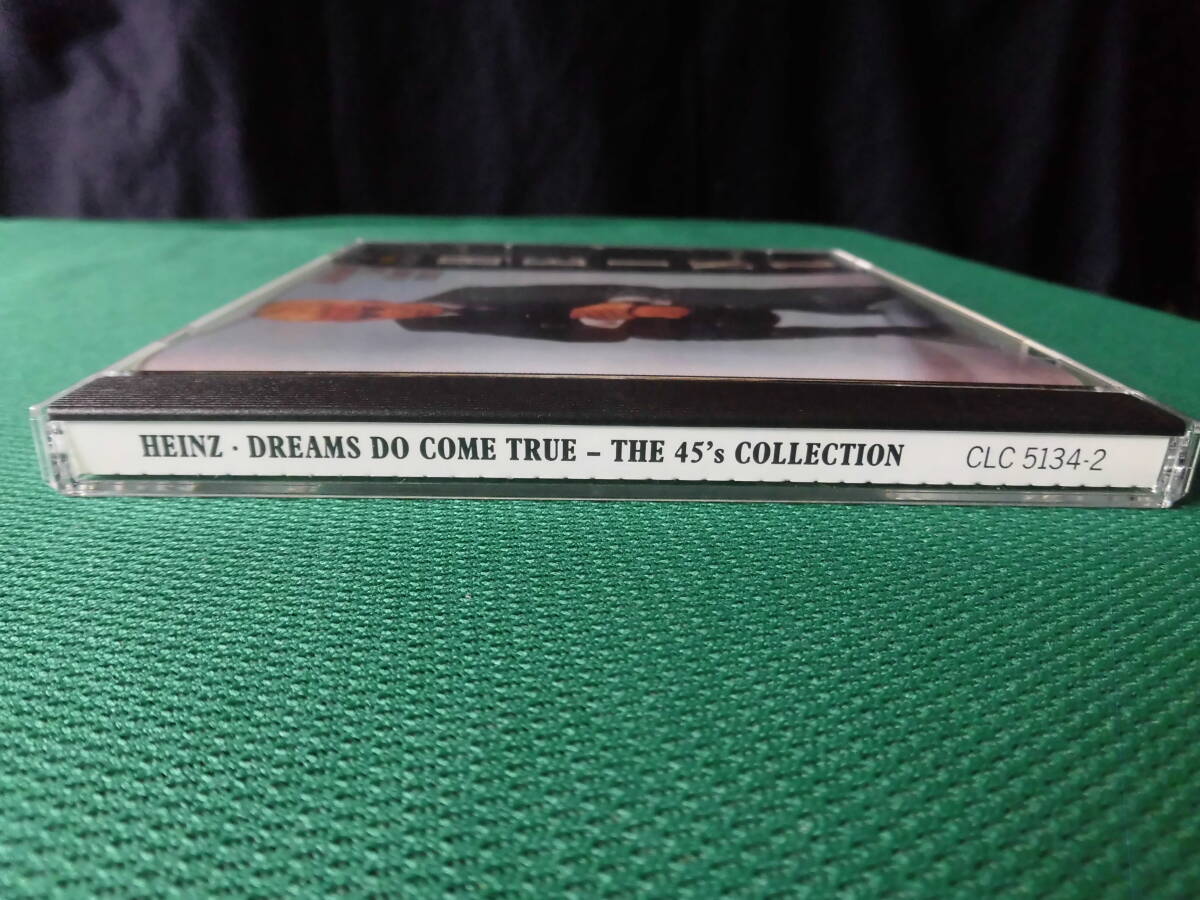 HEINZ · DREAMS DO COME TRUE – THE 45's COLLECTION CLC 5134-2